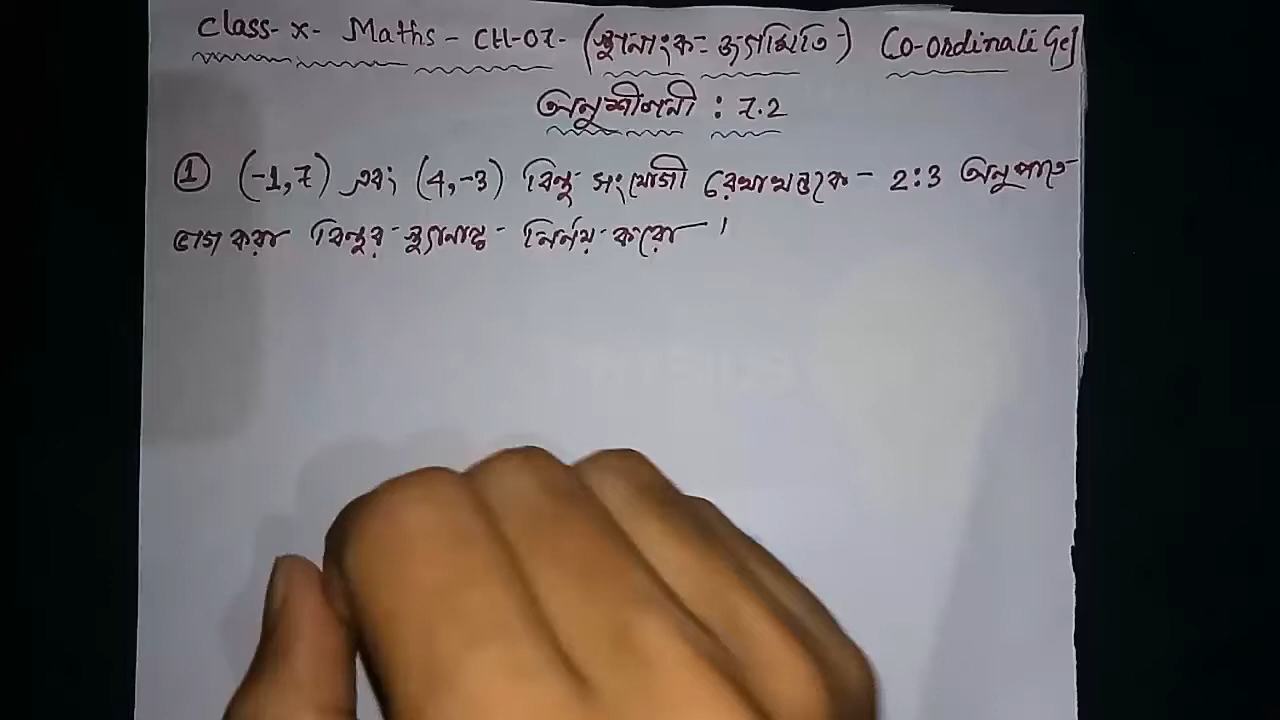 Class-x- Maths - CH-07- (স্থানাংক- জ্যামিতি) Co-ordinate Ge
অনুশীলনী : 7.2
① (-1,7) এবং (4,-3) বিন্দু সংযোগী রেখাখণ্ডকে - 2:3 অনুপাতে
ভাগ করা বিন্দুর স্থানাঙ্ক নির্ণয় করো ।